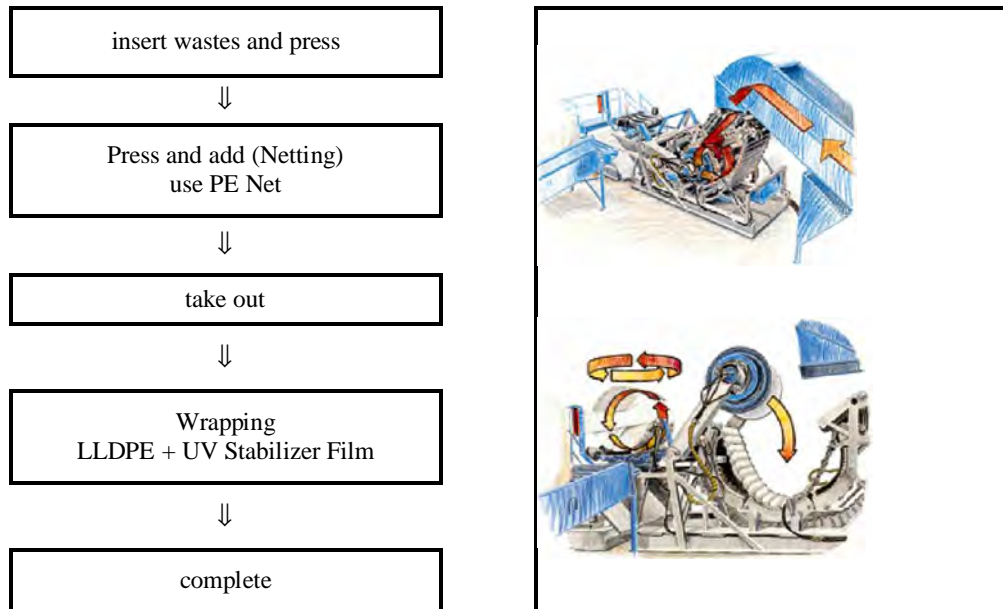 insert wastes and press
⇓
Press and add (Netting)
use PE Net
⇓
take out
⇓
Wrapping
LLDPE + UV Stabilizer Film
⇓
complete